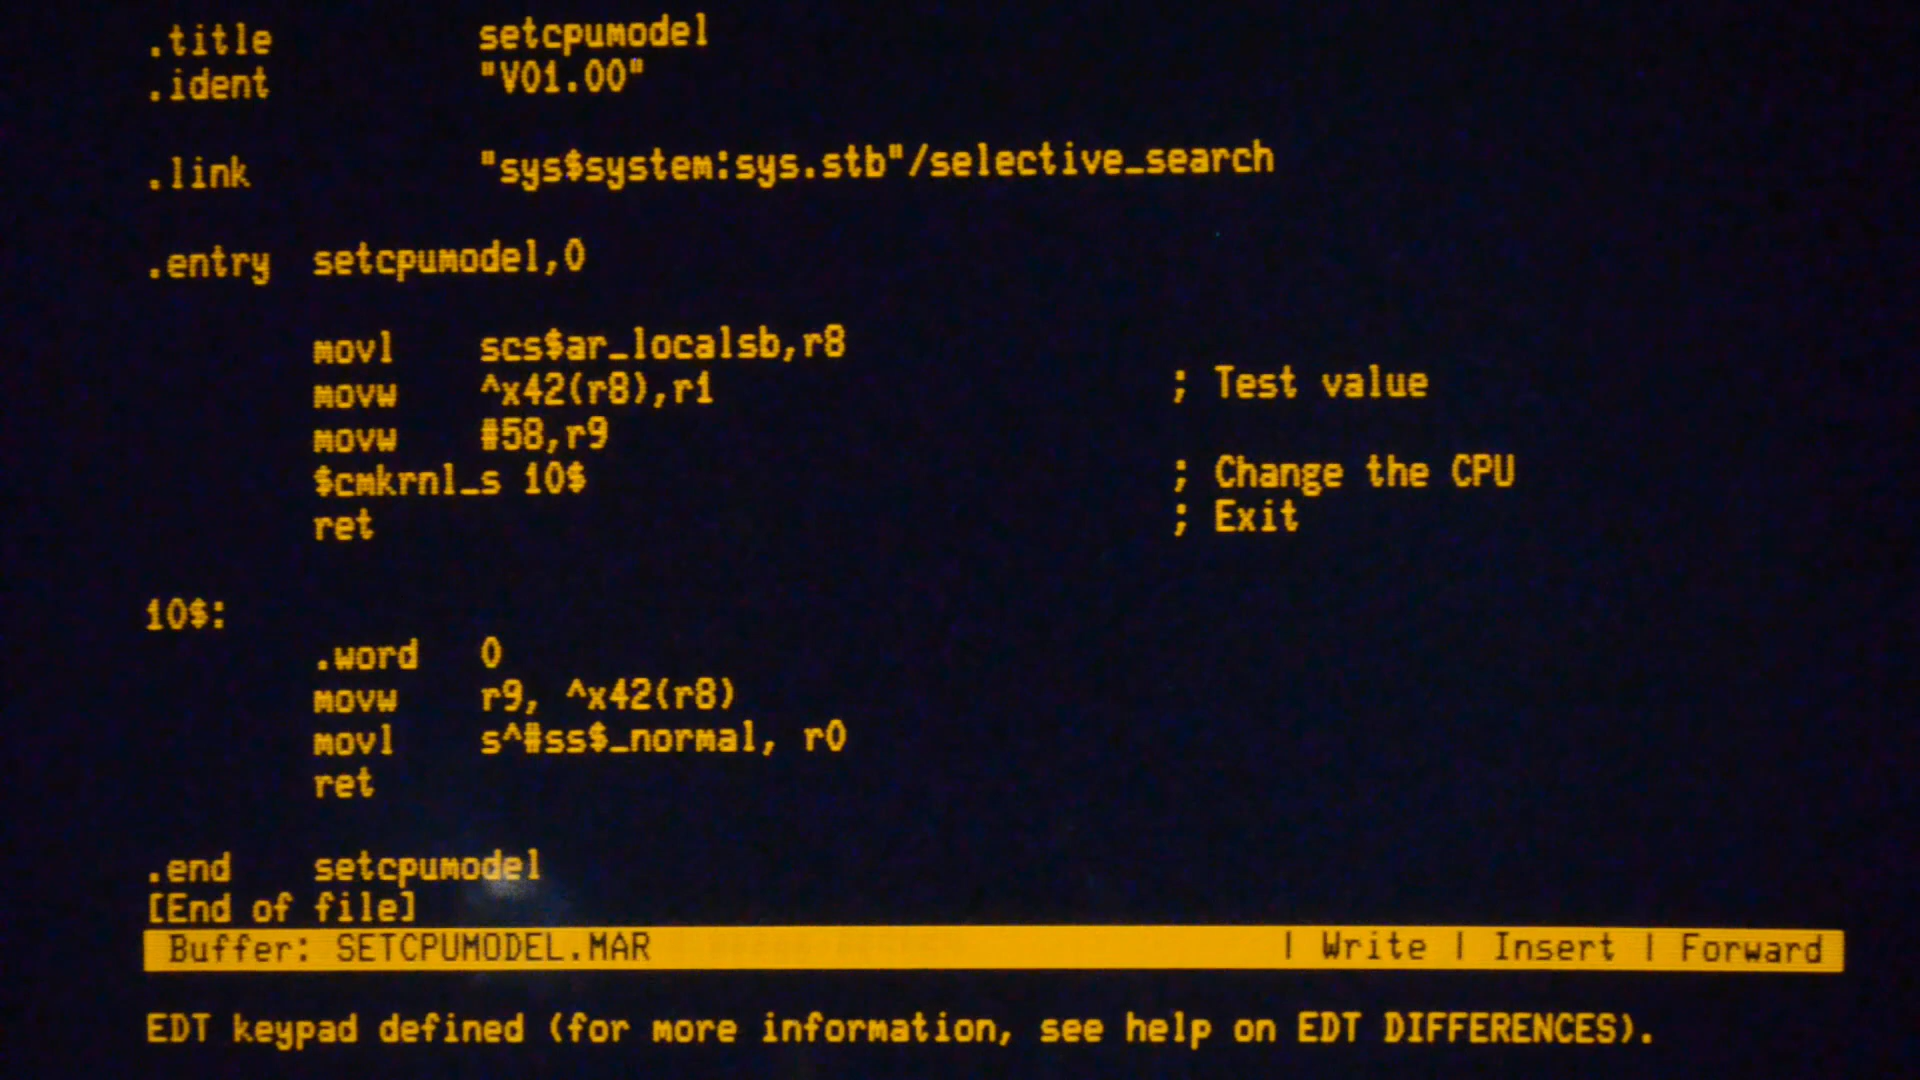 .title setcpumodel
.ident "V01.00"
.link "sys$system:sys.stb"/selective_search
.entry setcpumodel,0
movl scs$ar_localsb,r8
movw ^x42(r8),r1 ; Test value
movw #58,r9
$cmkrnl_s 10$ ; Change the CPU
ret ; Exit
10$:
.word 0
movw r9, ^x42(r8)
movl s^#ss$_normal, r0
ret
.end setcpumodel
[End of file]
Buffer: SETCPUMODEL.MAR | Write | Insert | Forward
EDT keypad defined (for more information, see help on EDT DIFFERENCES).